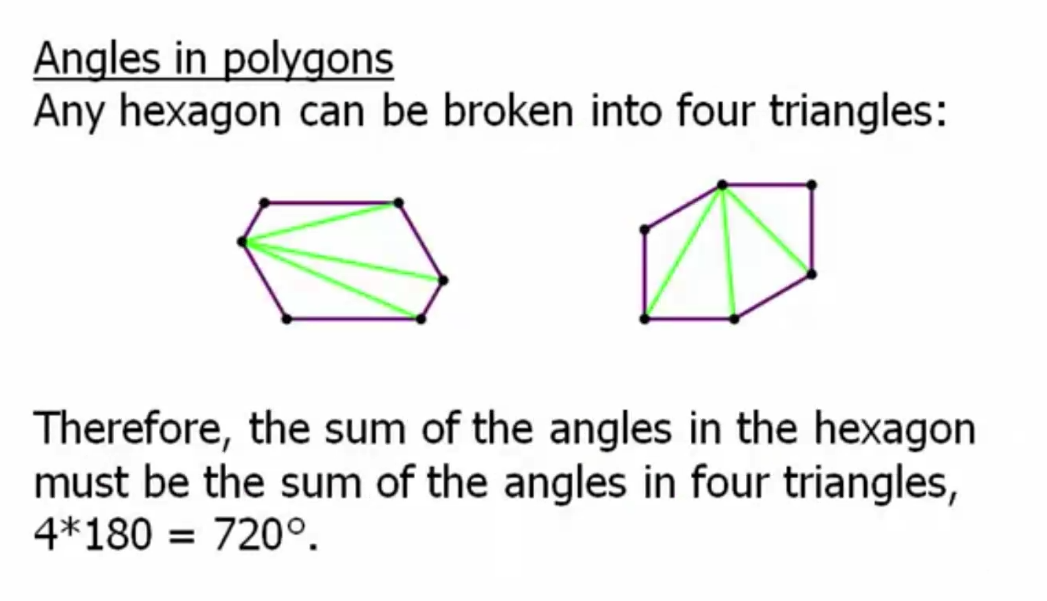 Angles in polygons
Any hexagon can be broken into four triangles:
Therefore, the sum of the angles in the hexagon
must be the sum of the angles in four triangles,
4*180 = 720°.